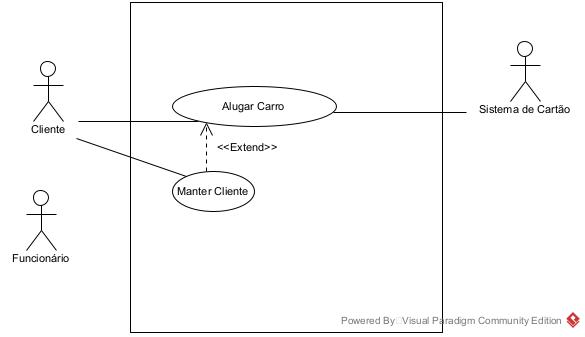 Alugar Carro
Sistema de Cartão
Cliente
<<Extend>>
Manter Cliente
Funcionário
Powered By Visual Paradigm Community Edition